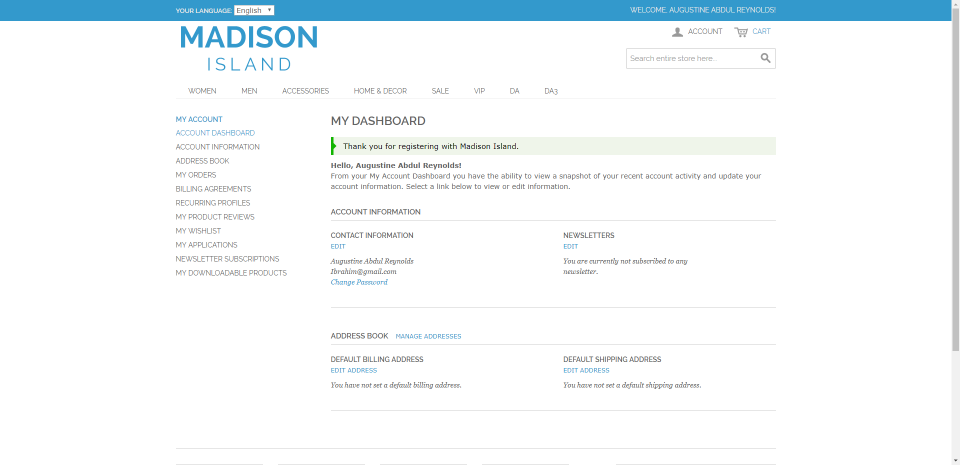 YOUR LANGUAGE: English
WELCOME, AUGUSTINE ABDUL REYNOLDS!
MADISON
ISLAND
ACCOUNT CART
Search entire store here...
WOMEN MEN ACCESSORIES HOME & DECOR SALE VIP DA DA3
MY ACCOUNT
ACCOUNT DASHBOARD
ACCOUNT INFORMATION
ADDRESS BOOK
MY ORDERS
BILLING AGREEMENTS
RECURRING PROFILES
MY PRODUCT REVIEWS
MY WISHLIST
MY APPLICATIONS
NEWSLETTER SUBSCRIPTIONS
MY DOWNLOADABLE PRODUCTS
MY DASHBOARD
Thank you for registering with Madison Island.
Hello, Augustine Abdul Reynolds!
From your My Account Dashboard you have the ability to view a snapshot of your recent account activity and update your
account information. Select a link below to view or edit information.
ACCOUNT INFORMATION
CONTACT INFORMATION
EDIT
Augustine Abdul Reynolds
Ibrahim@gmail.com
Change Password
NEWSLETTERS
EDIT
You are currently not subscribed to any
newsletter.
ADDRESS BOOK MANAGE ADDRESSES
DEFAULT BILLING ADDRESS
EDIT ADDRESS
You have not set a default billing address.
DEFAULT SHIPPING ADDRESS
EDIT ADDRESS
You have not set a default shipping address.